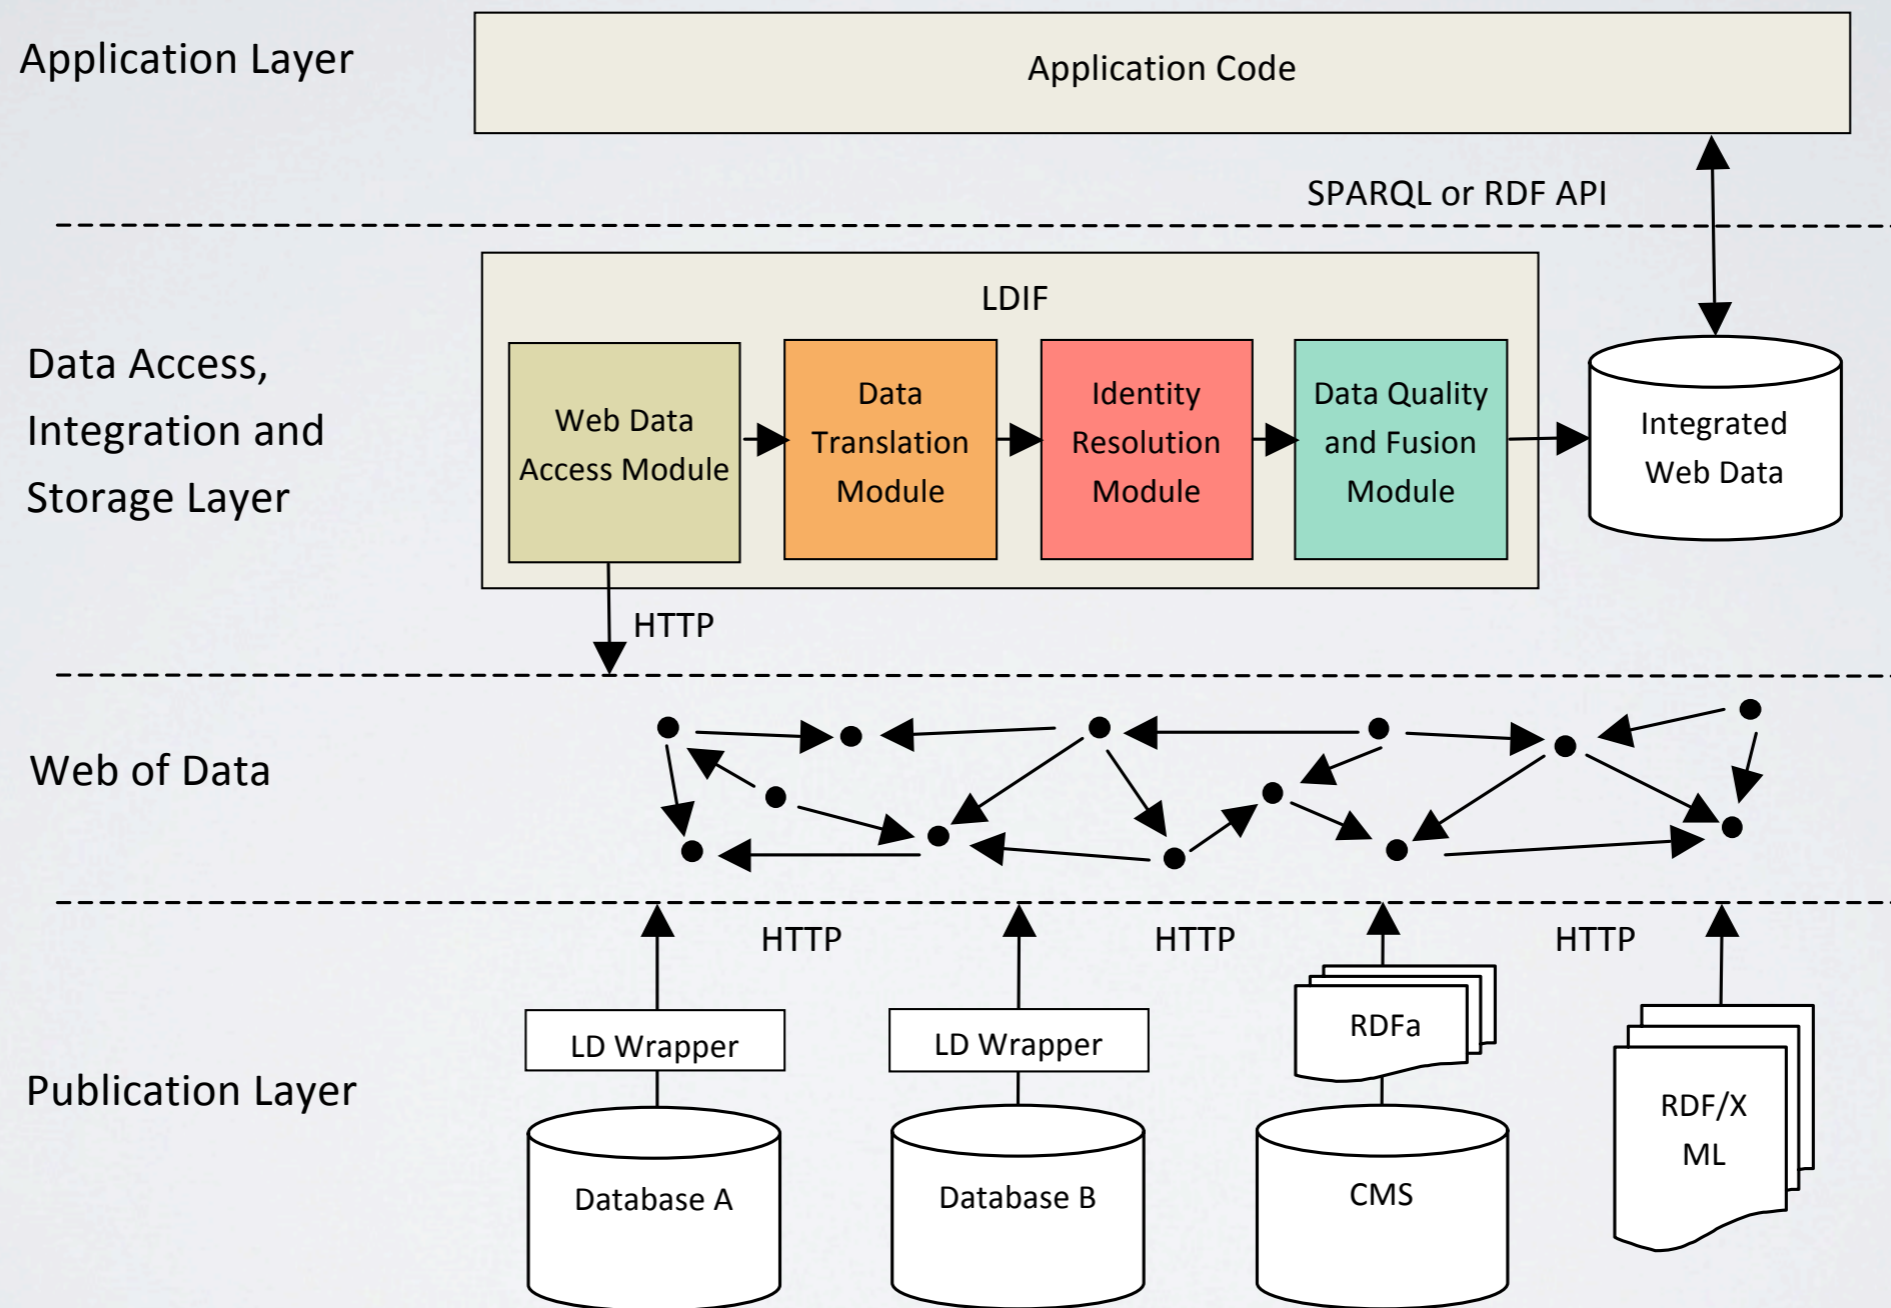 Application Layer
Application Code
SPARQL or RDF API
Data Access,
Integration and
Storage Layer
LDIF
Web Data
Access Module
Data
Translation
Module
Identity
Resolution
Module
Data Quality
and Fusion
Module
Integrated
Web Data
HTTP
Web of Data
HTTP
HTTP
HTTP
Publication Layer
LD Wrapper
LD Wrapper
RDFa
RDF/X
ML
Database A
Database B
CMS